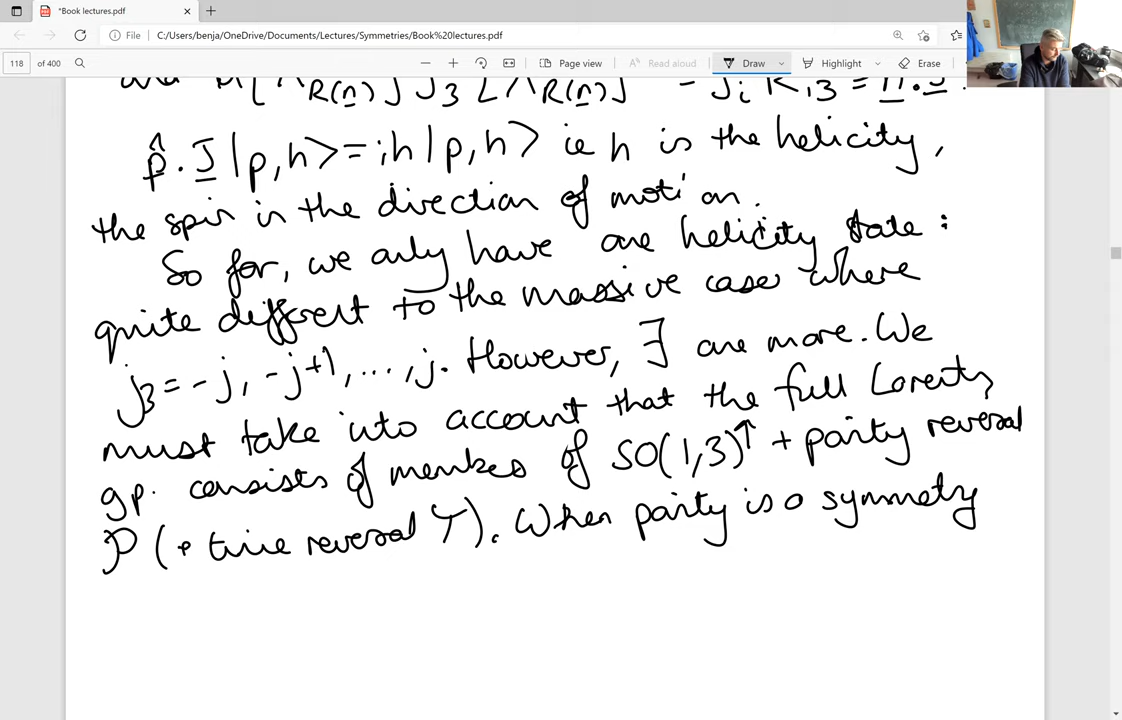 *Book lectures.pdf
File C:/Users/benja/OneDrive/Documents/Lectures/Symmetries/Book%20lectures.pdf
118 of 400 Page view Read aloud Draw Highlight Erase
R(n)] J₃ [Λ R(n)] = Jᵢ Rᵢ₃ = n.J.
p̂.J|p,h> = ;h|p,h> ie h is the helicity,
the spin in the direction of motion.
So far, we only have one helicity state:
quite different to the massive case where
j₃ = -j, -j+1, ..., j. However, ∃ are more. We
must take into account that the full Lorentz
gp. consists of members of SO(1,3)↑ + parity reversal
P (+ time reversal T). When parity is a symmetry